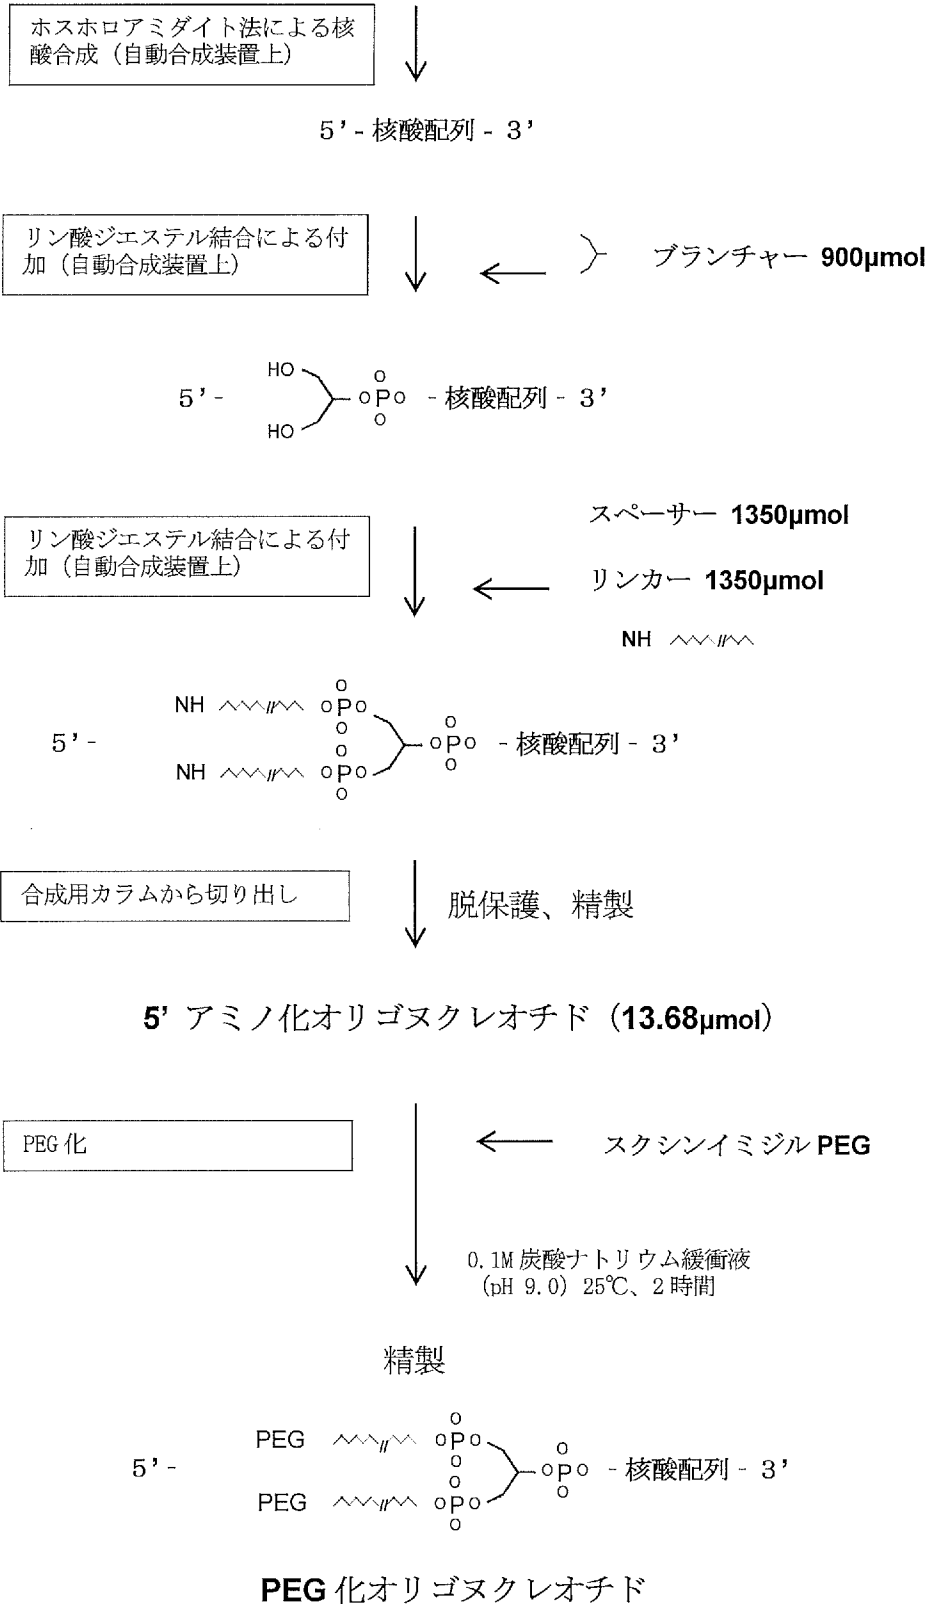 ホスホロアミダイト法による核
酸合成（自動合成装置上）
５’- 核酸配列 - ３’
リン酸ジエステル結合による付
加（自動合成装置上）
ブランチャー 900μmol
HO
O
５’-
OPO
- 核酸配列 - ３’
O
HO
スペーサー 1350μmol
リン酸ジエステル結合による付
加（自動合成装置上）
リンカー 1350μmol
NH
O
NH
OPO
O
O
５’-
OPO
- 核酸配列 - ３’
O
O
NH
OPO
O
合成用カラムから切り出し
脱保護、精製
5’ アミノ化オリゴヌクレオチド（13.68μmol）
PEG 化
スクシンイミジル PEG
0.1M 炭酸ナトリウム緩衝液
(pH 9.0) 25℃、2 時間
精製
O
PEG
OPO
O
O
５’-
OPO
- 核酸配列 - ３’
O
O
PEG
OPO
O
PEG 化オリゴヌクレオチド